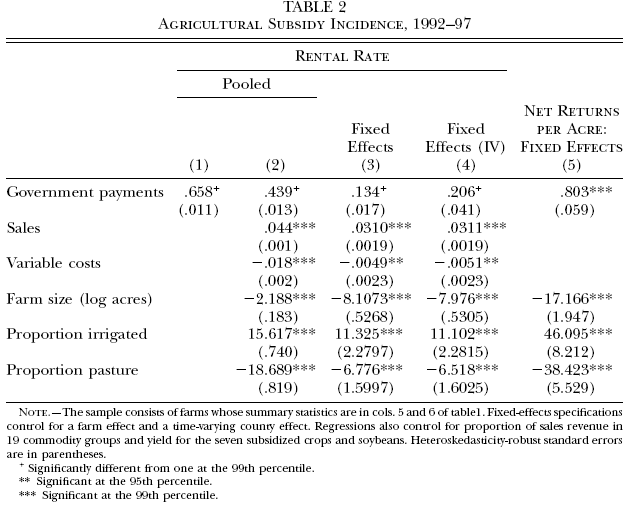 TABLE 2
Agricultural Subsidy Incidence, 1992–97
Rental Rate
Pooled
Net Returns
Fixed Fixed per Acre:
Effects Effects (IV) Fixed Effects
(1) (2) (3) (4) (5)
Government payments .658+ .439+ .134+ .206+ .803***
(.011) (.013) (.017) (.041) (.059)
Sales .044*** .0310*** .0311***
(.001) (.0019) (.0019)
Variable costs −.018*** −.0049** −.0051**
(.002) (.0023) (.0023)
Farm size (log acres) −2.188*** −8.1073*** −7.976*** −17.166***
(.183) (.5268) (.5305) (1.947)
Proportion irrigated 15.617*** 11.325*** 11.102*** 46.095***
(.740) (2.2797) (2.2815) (8.212)
Proportion pasture −18.689*** −6.776*** −6.518*** −38.423***
(.819) (1.5997) (1.6025) (5.529)
Note.—The sample consists of farms whose summary statistics are in cols. 5 and 6 of table1. Fixed-effects specifications
control for a farm effect and a time-varying county effect. Regressions also control for proportion of sales revenue in
19 commodity groups and yield for the seven subsidized crops and soybeans. Heteroskedasticity-robust standard errors
are in parentheses.
+ Significantly different from one at the 99th percentile.
** Significant at the 95th percentile.
*** Significant at the 99th percentile.